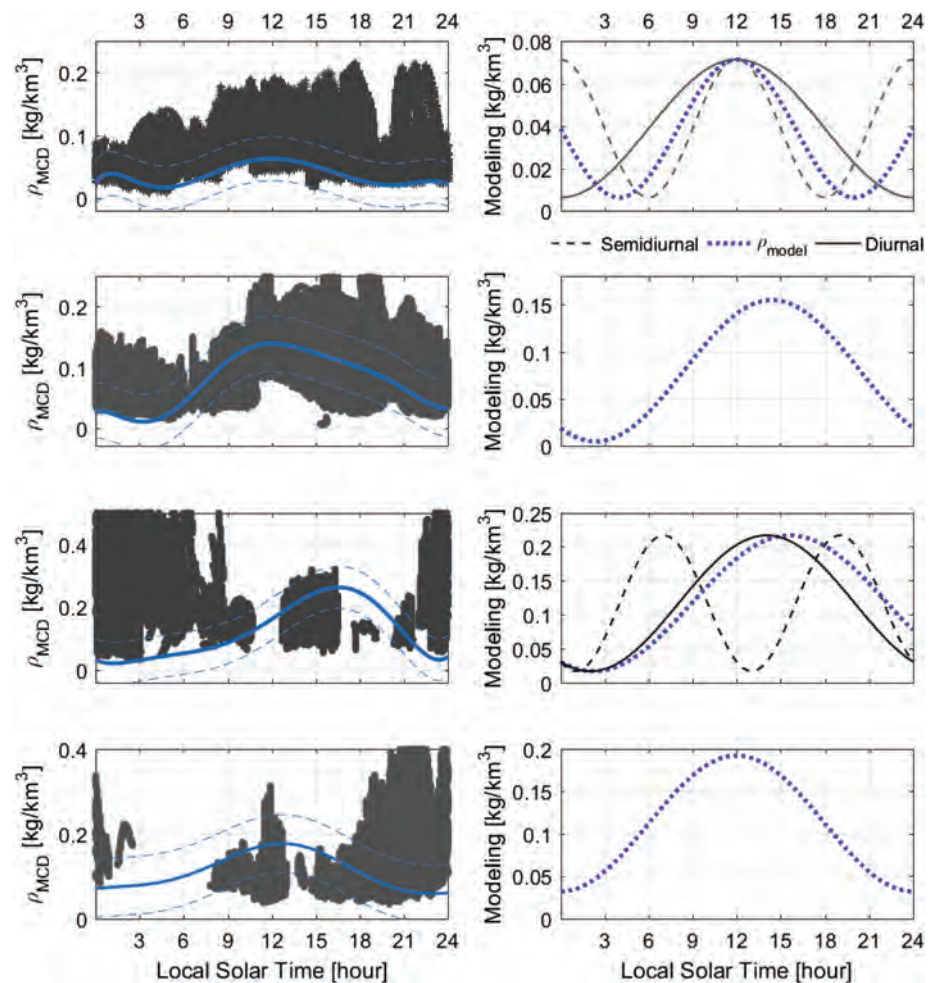 3 6 9 12 15 18 21 24
3 6 9 12 15 18 21 24
ρMCD [kg/km³]
0.2
0.1
0
Modeling [kg/km³]
0.08
0.06
0.04
0.02
0
Semidiurnal ρmodel Diurnal
ρMCD [kg/km³]
0.2
0.1
0
Modeling [kg/km³]
0.15
0.1
0.05
0
ρMCD [kg/km³]
0.4
0.2
0
Modeling [kg/km³]
0.25
0.2
0.15
0.1
0.05
0
ρMCD [kg/km³]
0.4
0.2
0
3 6 9 12 15 18 21 24
Local Solar Time [hour]
Modeling [kg/km³]
0.2
0.15
0.1
0.05
0
3 6 9 12 15 18 21 24
Local Solar Time [hour]